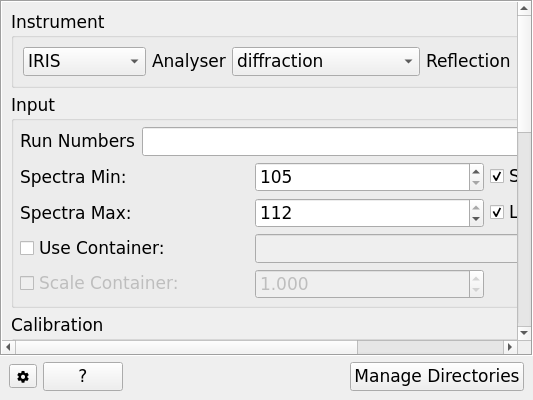 Instrument
IRIS Analyser diffraction Reflection
Input
Run Numbers
Spectra Min: 105 S
Spectra Max: 112 L
Use Container:
Scale Container: 1.000
Calibration
? Manage Directories